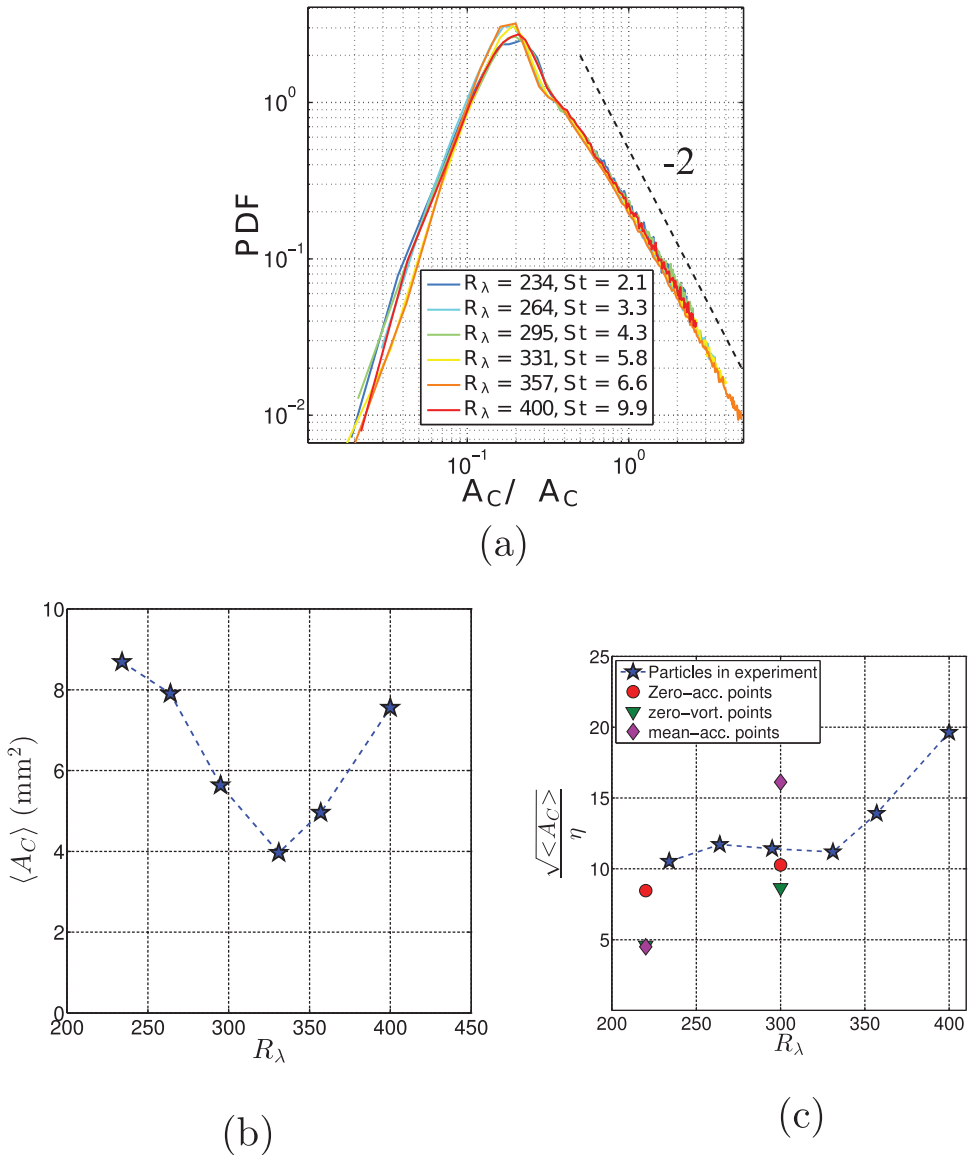 PDF
10^0
10^-1
10^-2
-2
R_λ = 234, St = 2.1
R_λ = 264, St = 3.3
R_λ = 295, St = 4.3
R_λ = 331, St = 5.8
R_λ = 357, St = 6.6
R_λ = 400, St = 9.9
10^-1 10^0
A_C / A_C
(a)
⟨A_C⟩ (mm^2)
10
8
6
4
2
0
200 250 300 350 400 450
R_λ
(b)
√<A_C> / η
25
20
15
10
5
Particles in experiment
Zero-acc. points
zero-vort. points
mean-acc. points
200 250 300 350 400
R_λ
(c)